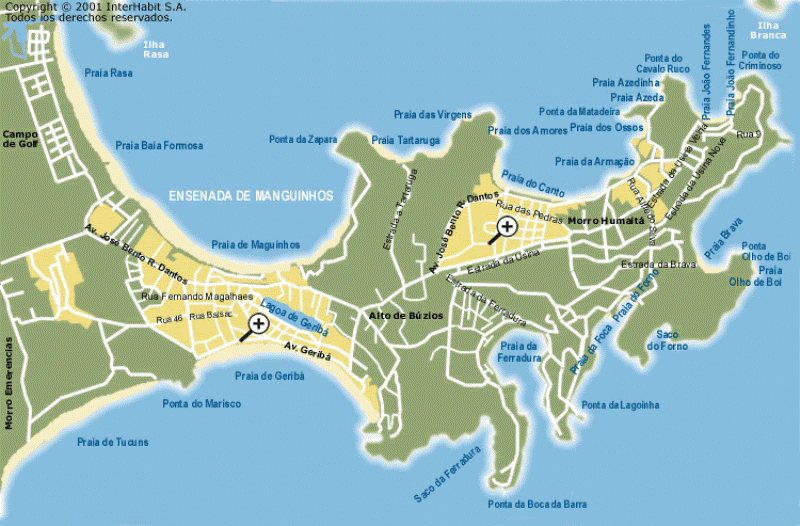 Copyright © 2001 InterHabit S.A.
Todos los derechos reservados.
Ilha
Rasa
Ilha
Branca
Praia Rasa
Campo
de Golf
Praia Baia Formosa
ENSENADA DE MANGUINHOS
Praia de Maguinhos
Ponta da Zapara
Praia Tartaruga
Praia das Virgens
Praia dos Amores
Praia do Canto
Ponta da Matadeira
Praia dos Ossos
Praia da Armação
Praia Azeda
Praia Azedinha
Ponta do
Cavalo Ruco
Praia João Fernandes
Praia João Fernandinho
Ponta do
Criminoso
Rua 9
Estrada da Usina Velha
Estrada da Usina Nove
Rua das Pedras
Morro Humaitá
Av. José Bento R. Dantos
Av. José Bento R. Dantos
Estrada a Tartaruga
Estrada da Usina
Estrada da Brava
Praia Brava
Ponta
Olho de Boi
Praia
Olho de Boi
Estrada da Ferradura
Rua Fernando Magalhaes
Rua 46
Rua Baisac
Lagoa de Geribá
Av. Geribá
Alto de Búzios
Praia da
Ferradura
Praia da Foca
Praia do Forno
Saco
do Forno
Morro Emerencias
Praia de Geribá
Ponta do Marisco
Praia de Tucuns
Ponta da Lagoinha
Saco da Ferradura
Ponta da Boca da Barra